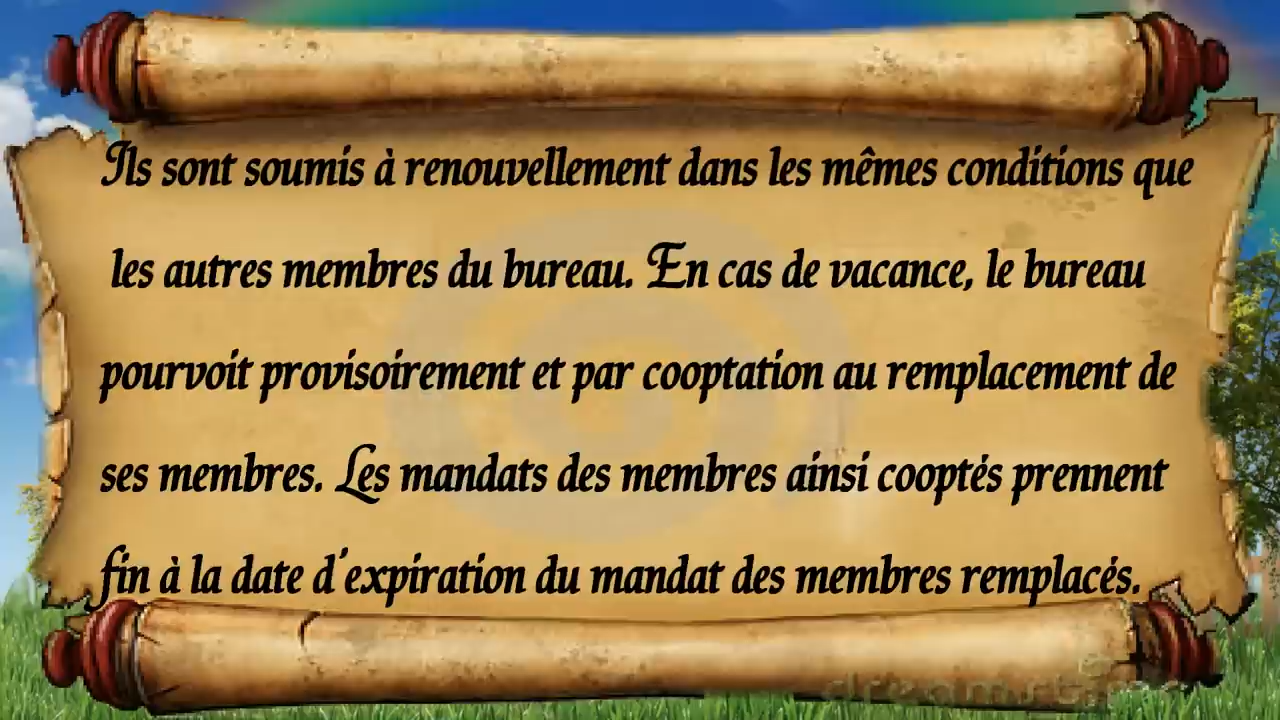 Ils sont soumis à renouvellement dans les mêmes conditions que
les autres membres du bureau. En cas de vacance, le bureau
pourvoit provisoirement et par cooptation au remplacement de
ses membres. Les mandats des membres ainsi cooptés prennent
fin à la date d'expiration du mandat des membres remplacés.